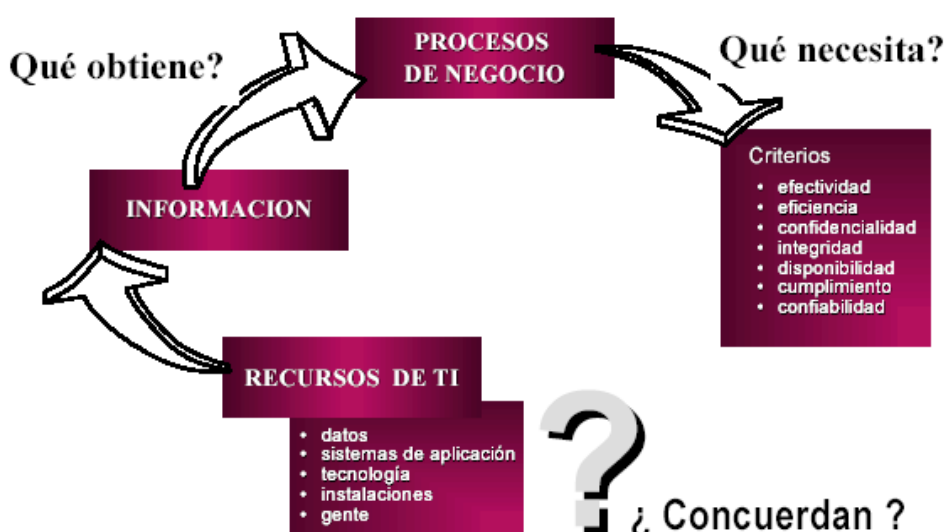 Qué obtiene?
PROCESOS
DE NEGOCIO
Qué necesita?
Criterios
• efectividad
• eficiencia
• confidencialidad
• integridad
• disponibilidad
• cumplimiento
• confiabilidad
INFORMACION
RECURSOS DE TI
• datos
• sistemas de aplicación
• tecnología
• instalaciones
• gente
?
¿ Concuerdan ?